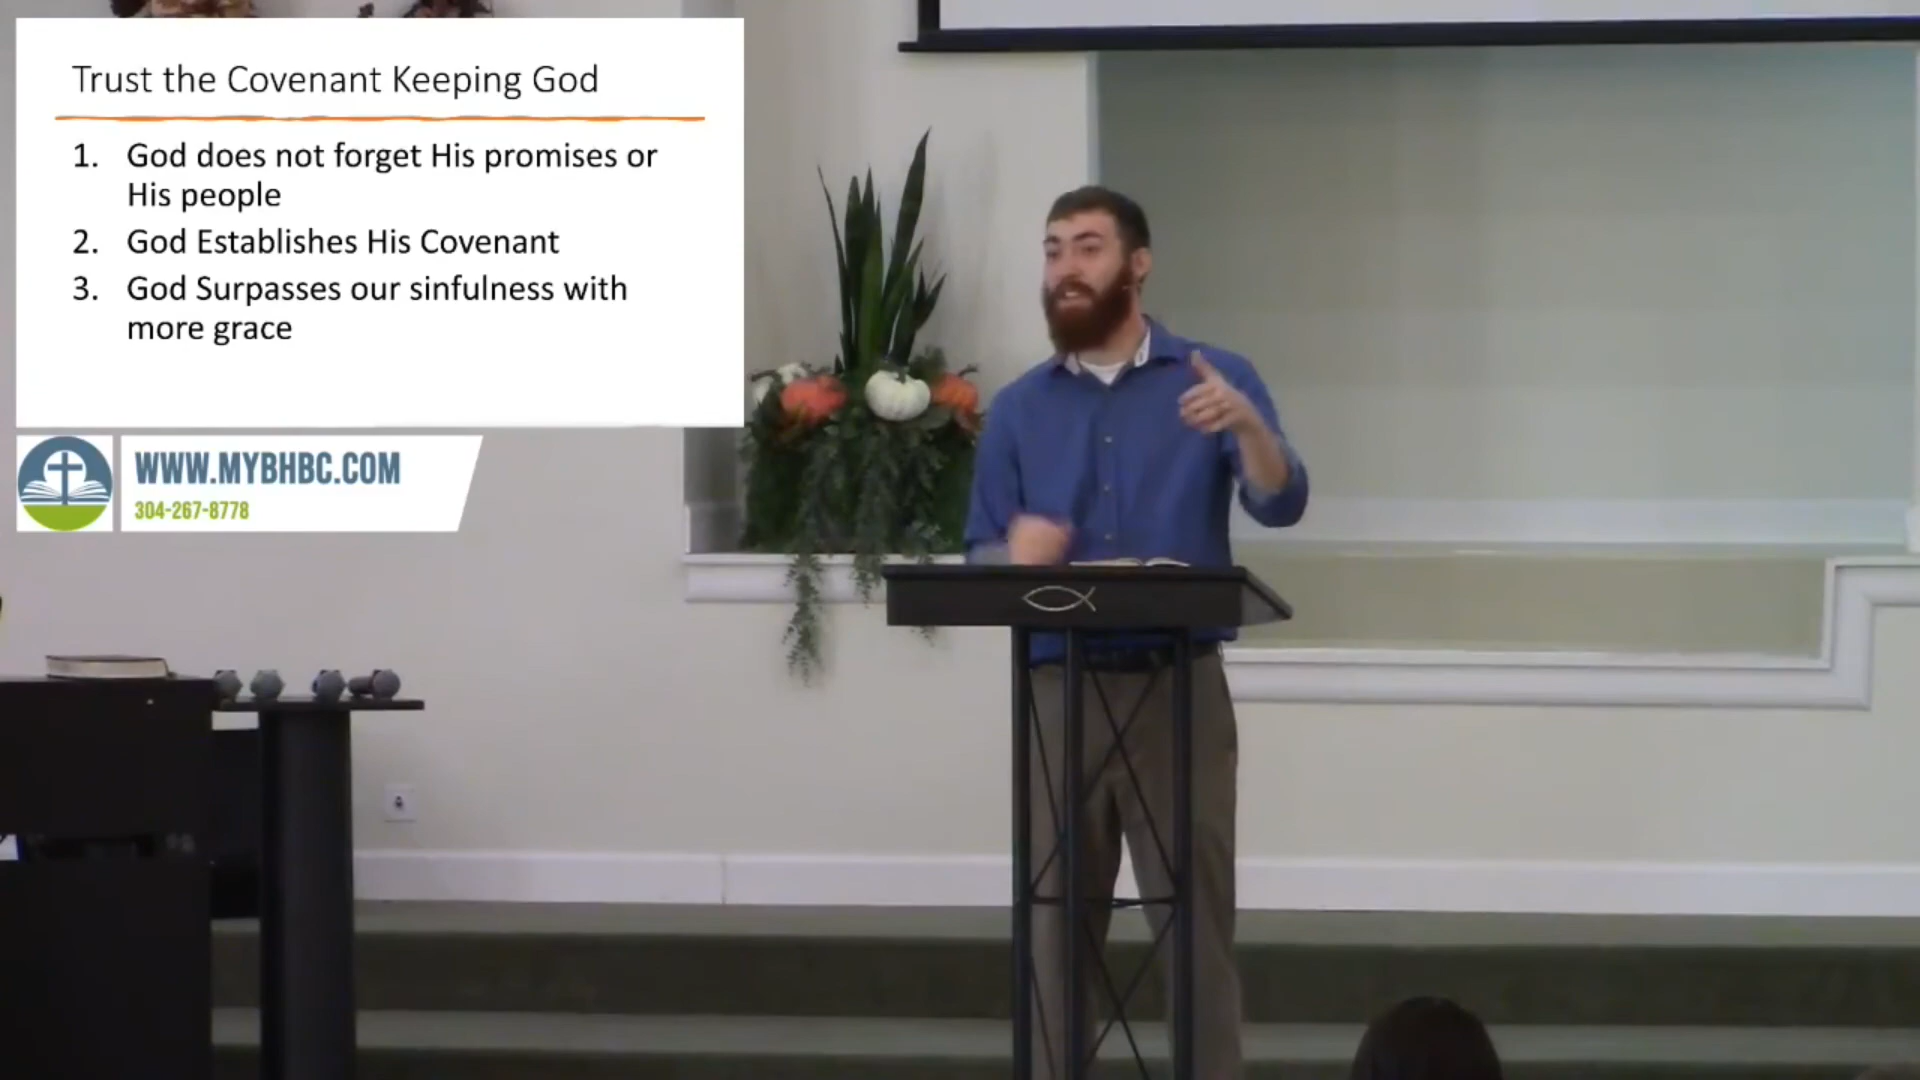 Trust the Covenant Keeping God
1. God does not forget His promises or
His people
2. God Establishes His Covenant
3. God Surpasses our sinfulness with
more grace
WWW.MYBHBC.COM
304-267-8778